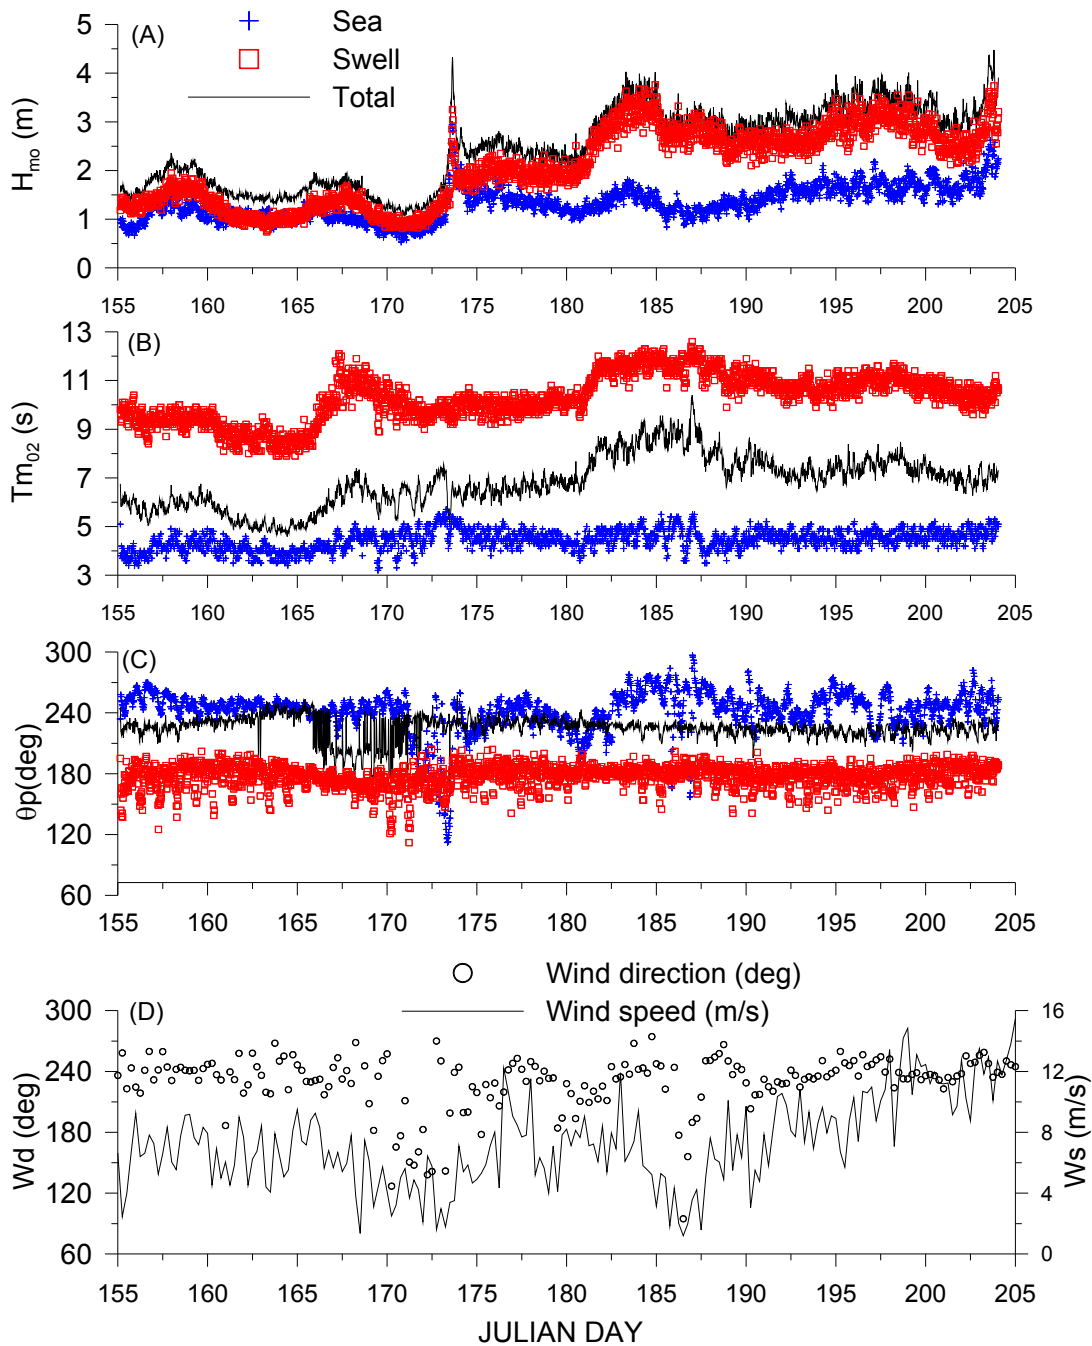 (A)
Sea
Swell
Total
H_mo (m)
5
4
3
2
1
0
155 160 165 170 175 180 185 190 195 200 205
(B)
Tm_02 (s)
13
11
9
7
5
3
155 160 165 170 175 180 185 190 195 200 205
(C)
θp(deg)
300
240
180
120
60
155 160 165 170 175 180 185 190 195 200 205
Wind direction (deg)
Wind speed (m/s)
(D)
Wd (deg)
300
240
180
120
60
16
12
8
4
0
Ws (m/s)
155 160 165 170 175 180 185 190 195 200 205
JULIAN DAY